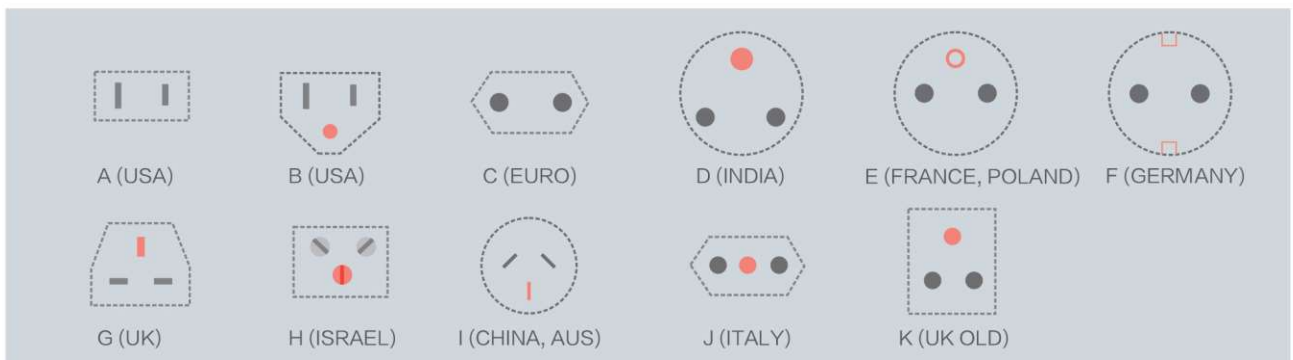 A (USA)
B (USA)
C (EURO)
D (INDIA)
E (FRANCE, POLAND)
F (GERMANY)
G (UK)
H (ISRAEL)
I (CHINA, AUS)
J (ITALY)
K (UK OLD)